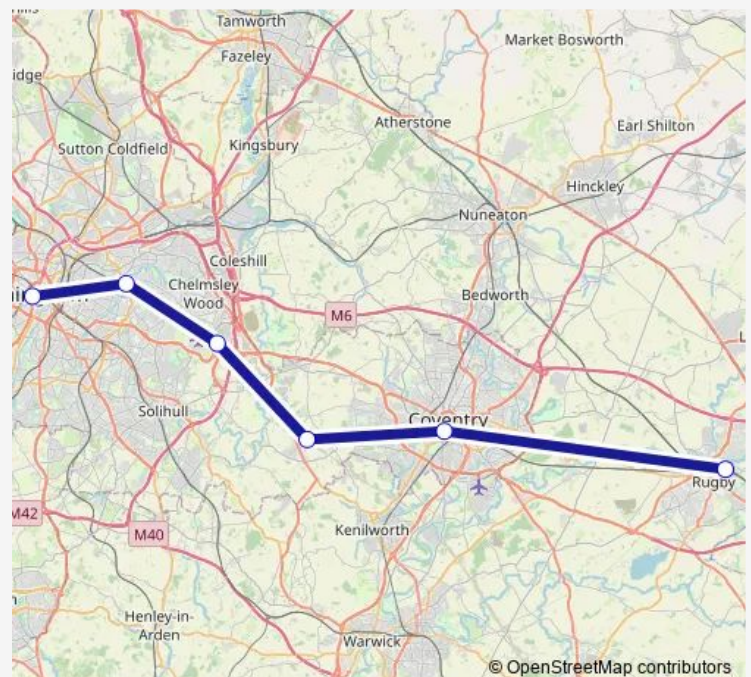 Tamworth
Fazeley
Market Bosworth
Atherstone
Earl Shilton
Sutton Coldfield
Kingsbury
Hinckley
Nuneaton
Coleshill
Chelmsley
Wood
Bedworth
M6
Solihull
Coventry
Rugby
M42
M40
Kenilworth
Henley-in-
Arden
Warwick
© OpenStreetMap contributors